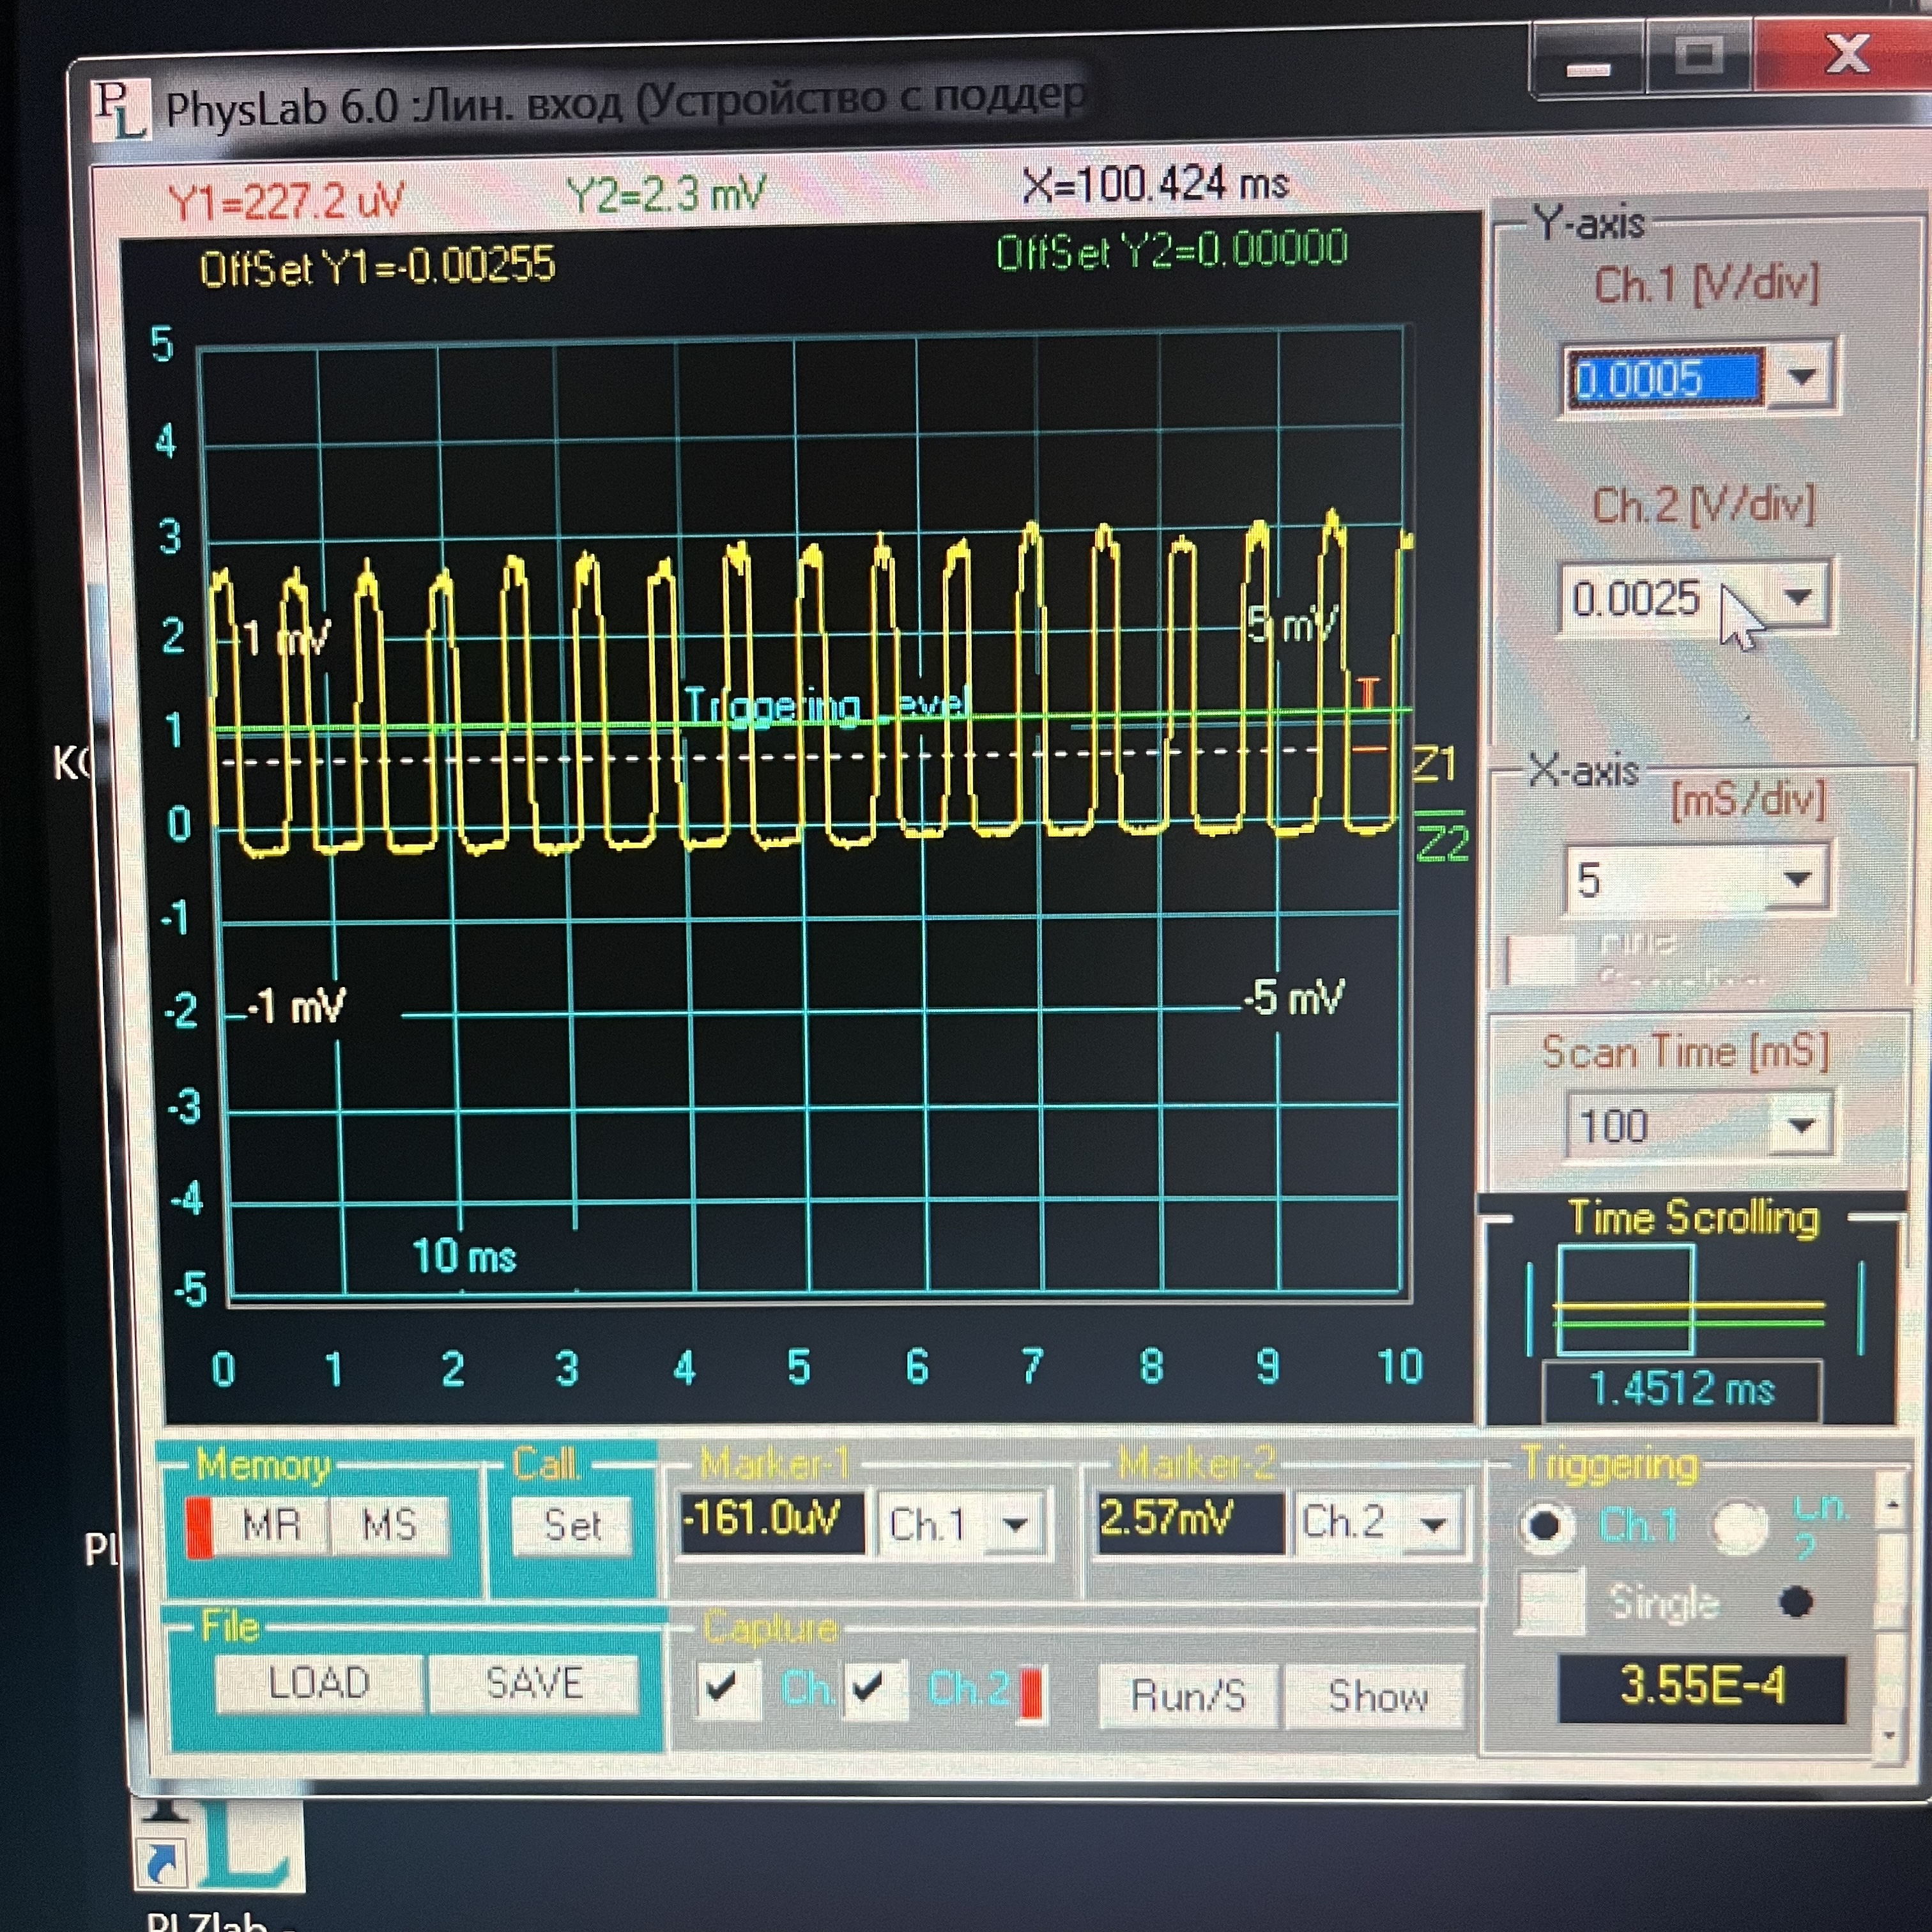 PL PhysLab 6.0 :Лин. вход (Устройство с поддер
Y1=227.2 uV Y2=2.3 mV X=100.424 ms
OffSet Y1=-0.00255 OffSet Y2=0.00000
5
4
3
2
1
0
-1
-2
-3
-4
-5
1 mV 5 mV
Triggering Level
T
Z1
Z2
-1 mV -5 mV
10 ms
0 1 2 3 4 5 6 7 8 9 10
Y-axis
Ch.1 [V/div]
0.0005
Ch.2 [V/div]
0.0025
X-axis
[mS/div]
5
Scan Time [mS]
100
Time Scrolling
1.4512 ms
Memory
MR MS
Call.
Set
Marker-1
-161.0uV Ch.1
Marker-2
2.57mV Ch.2
Triggering
Ch.1
Single
3.55E-4
File
LOAD SAVE
Capture
Ch. Ch.2
Run/S Show
L